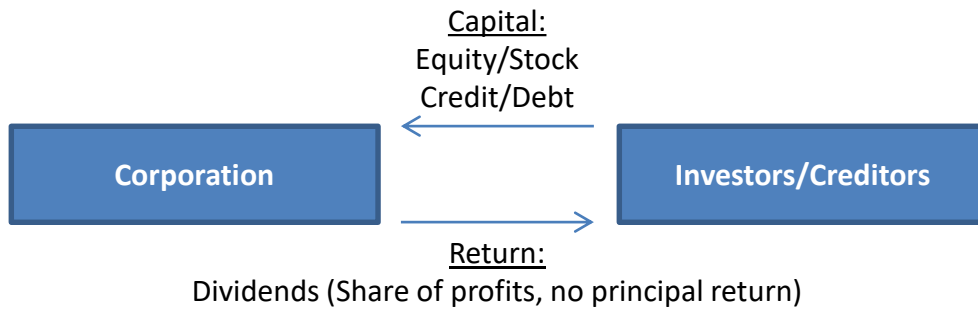 Capital:
Equity/Stock
Credit/Debt
Corporation
Investors/Creditors
Return:
Dividends (Share of profits, no principal return)